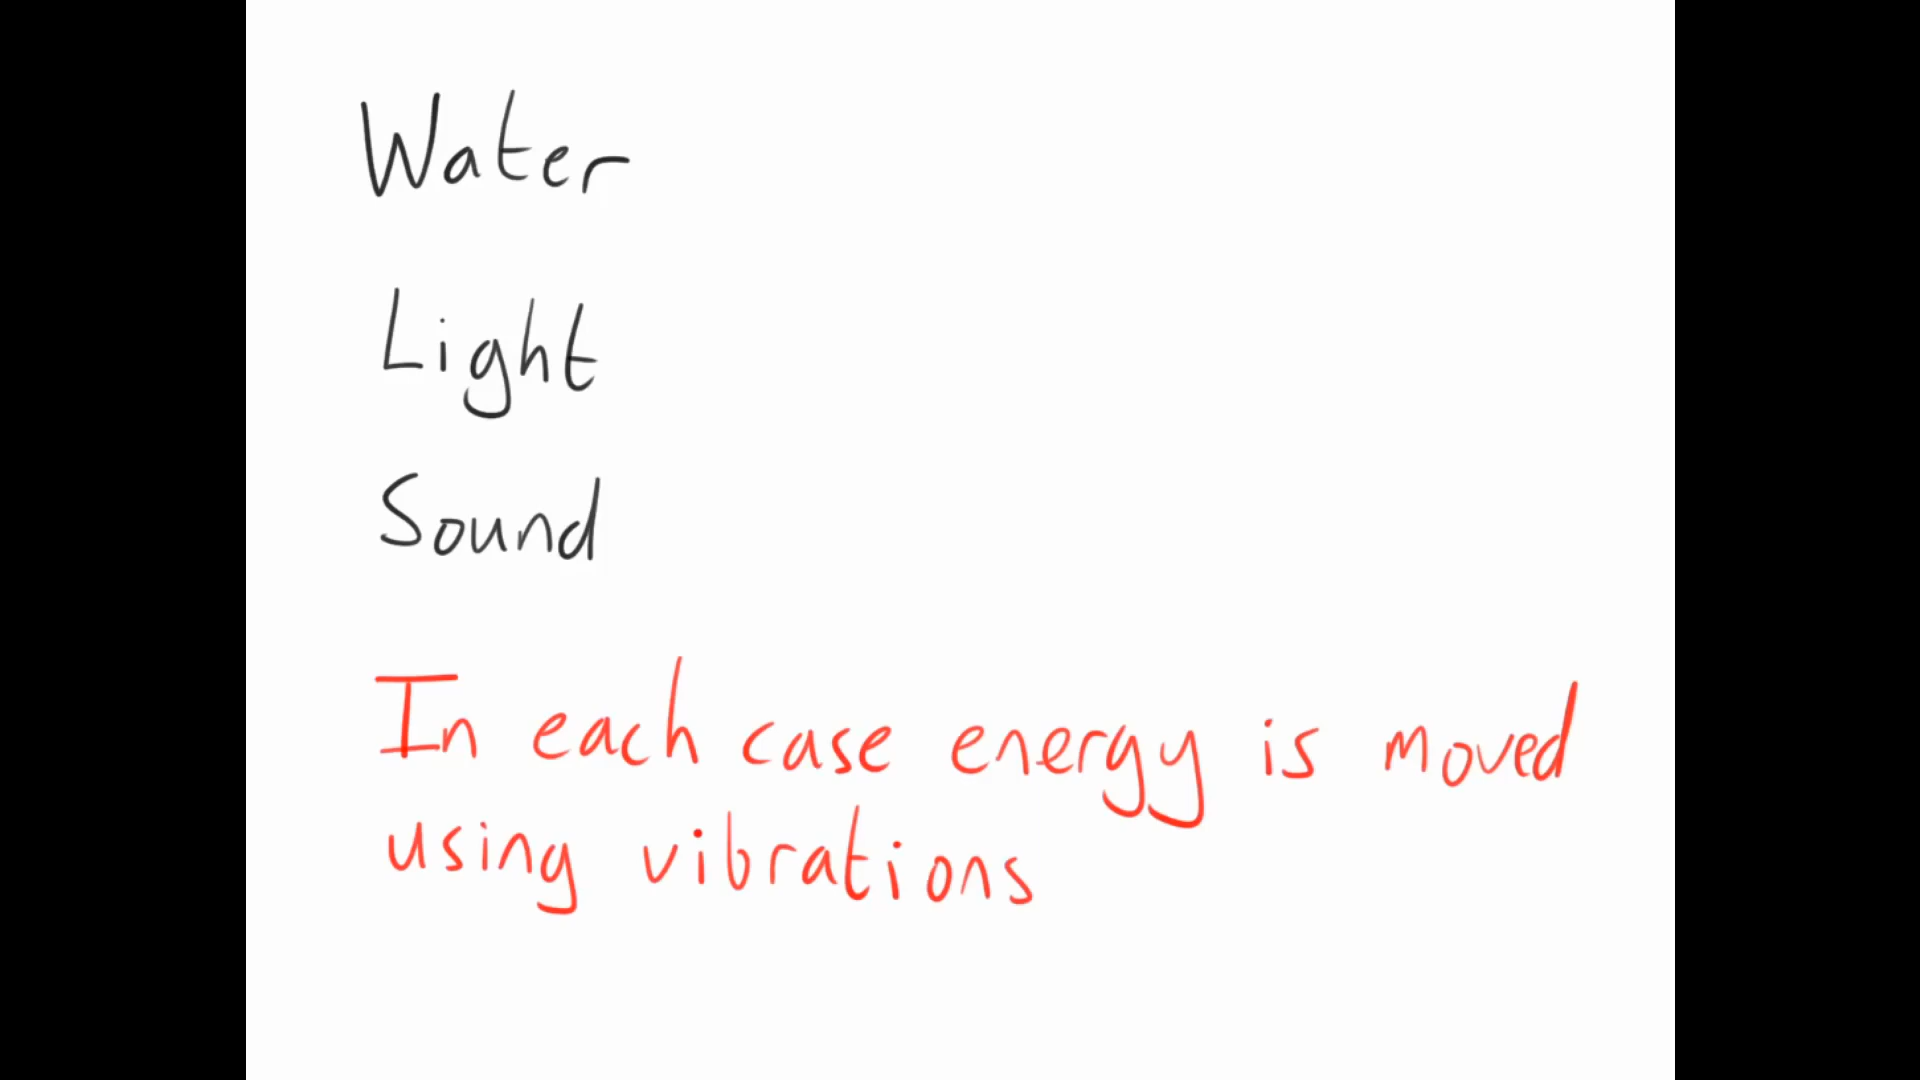 Water
Light
Sound
In each case energy is moved
using vibrations